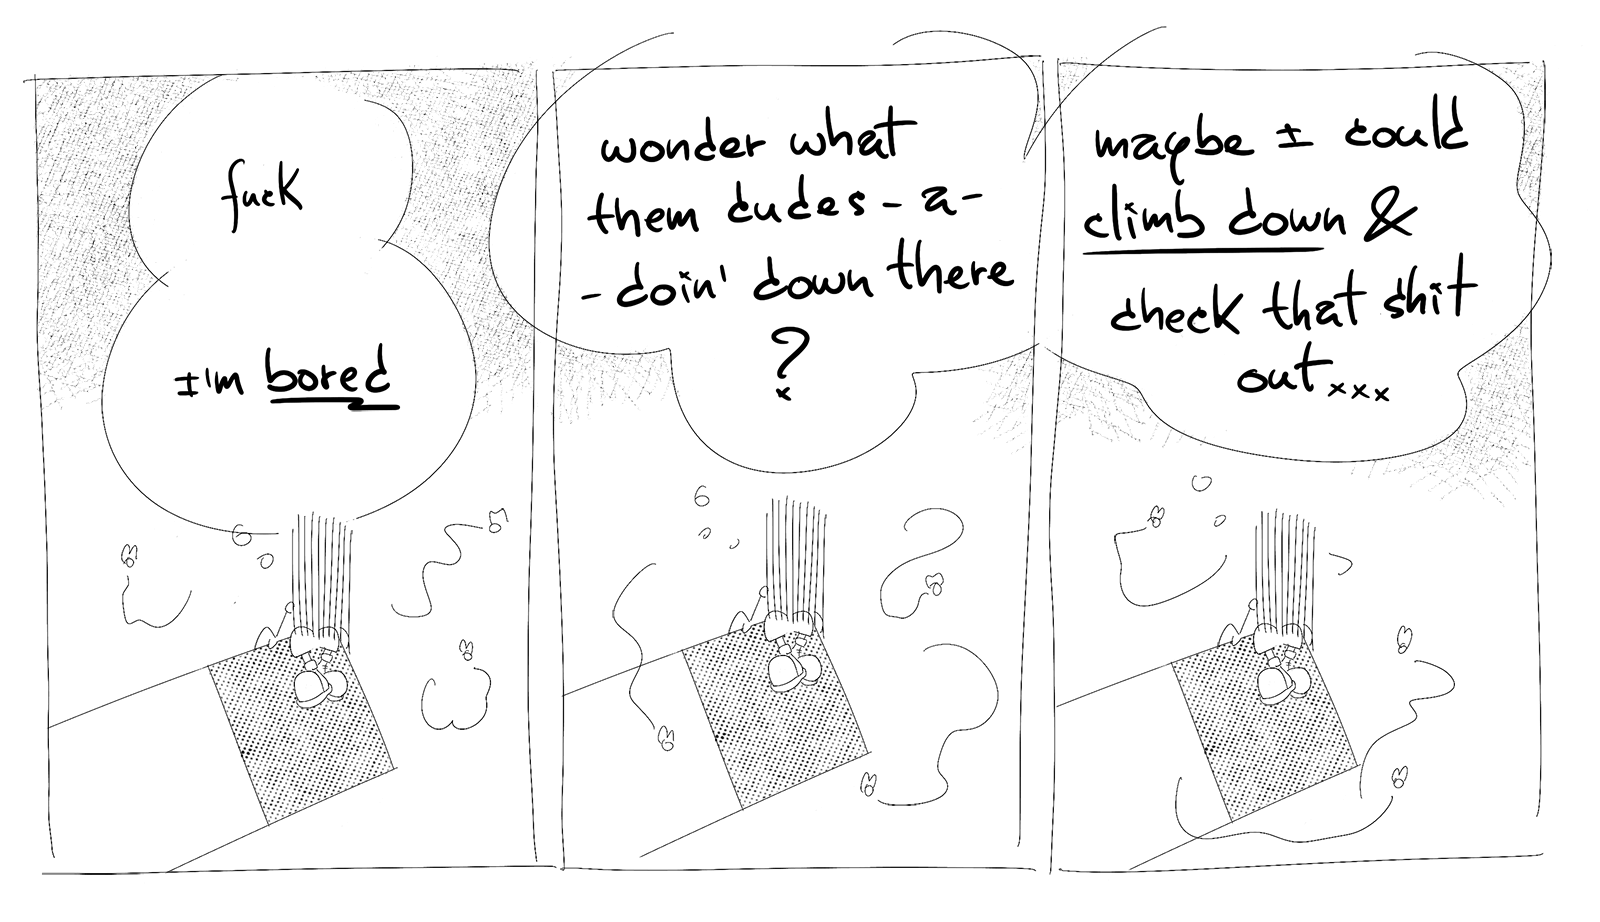 fuck
I'm bored
wonder what
them dudes - a -
- doin' down there
?
maybe I could
climb down &
check that shit
out...